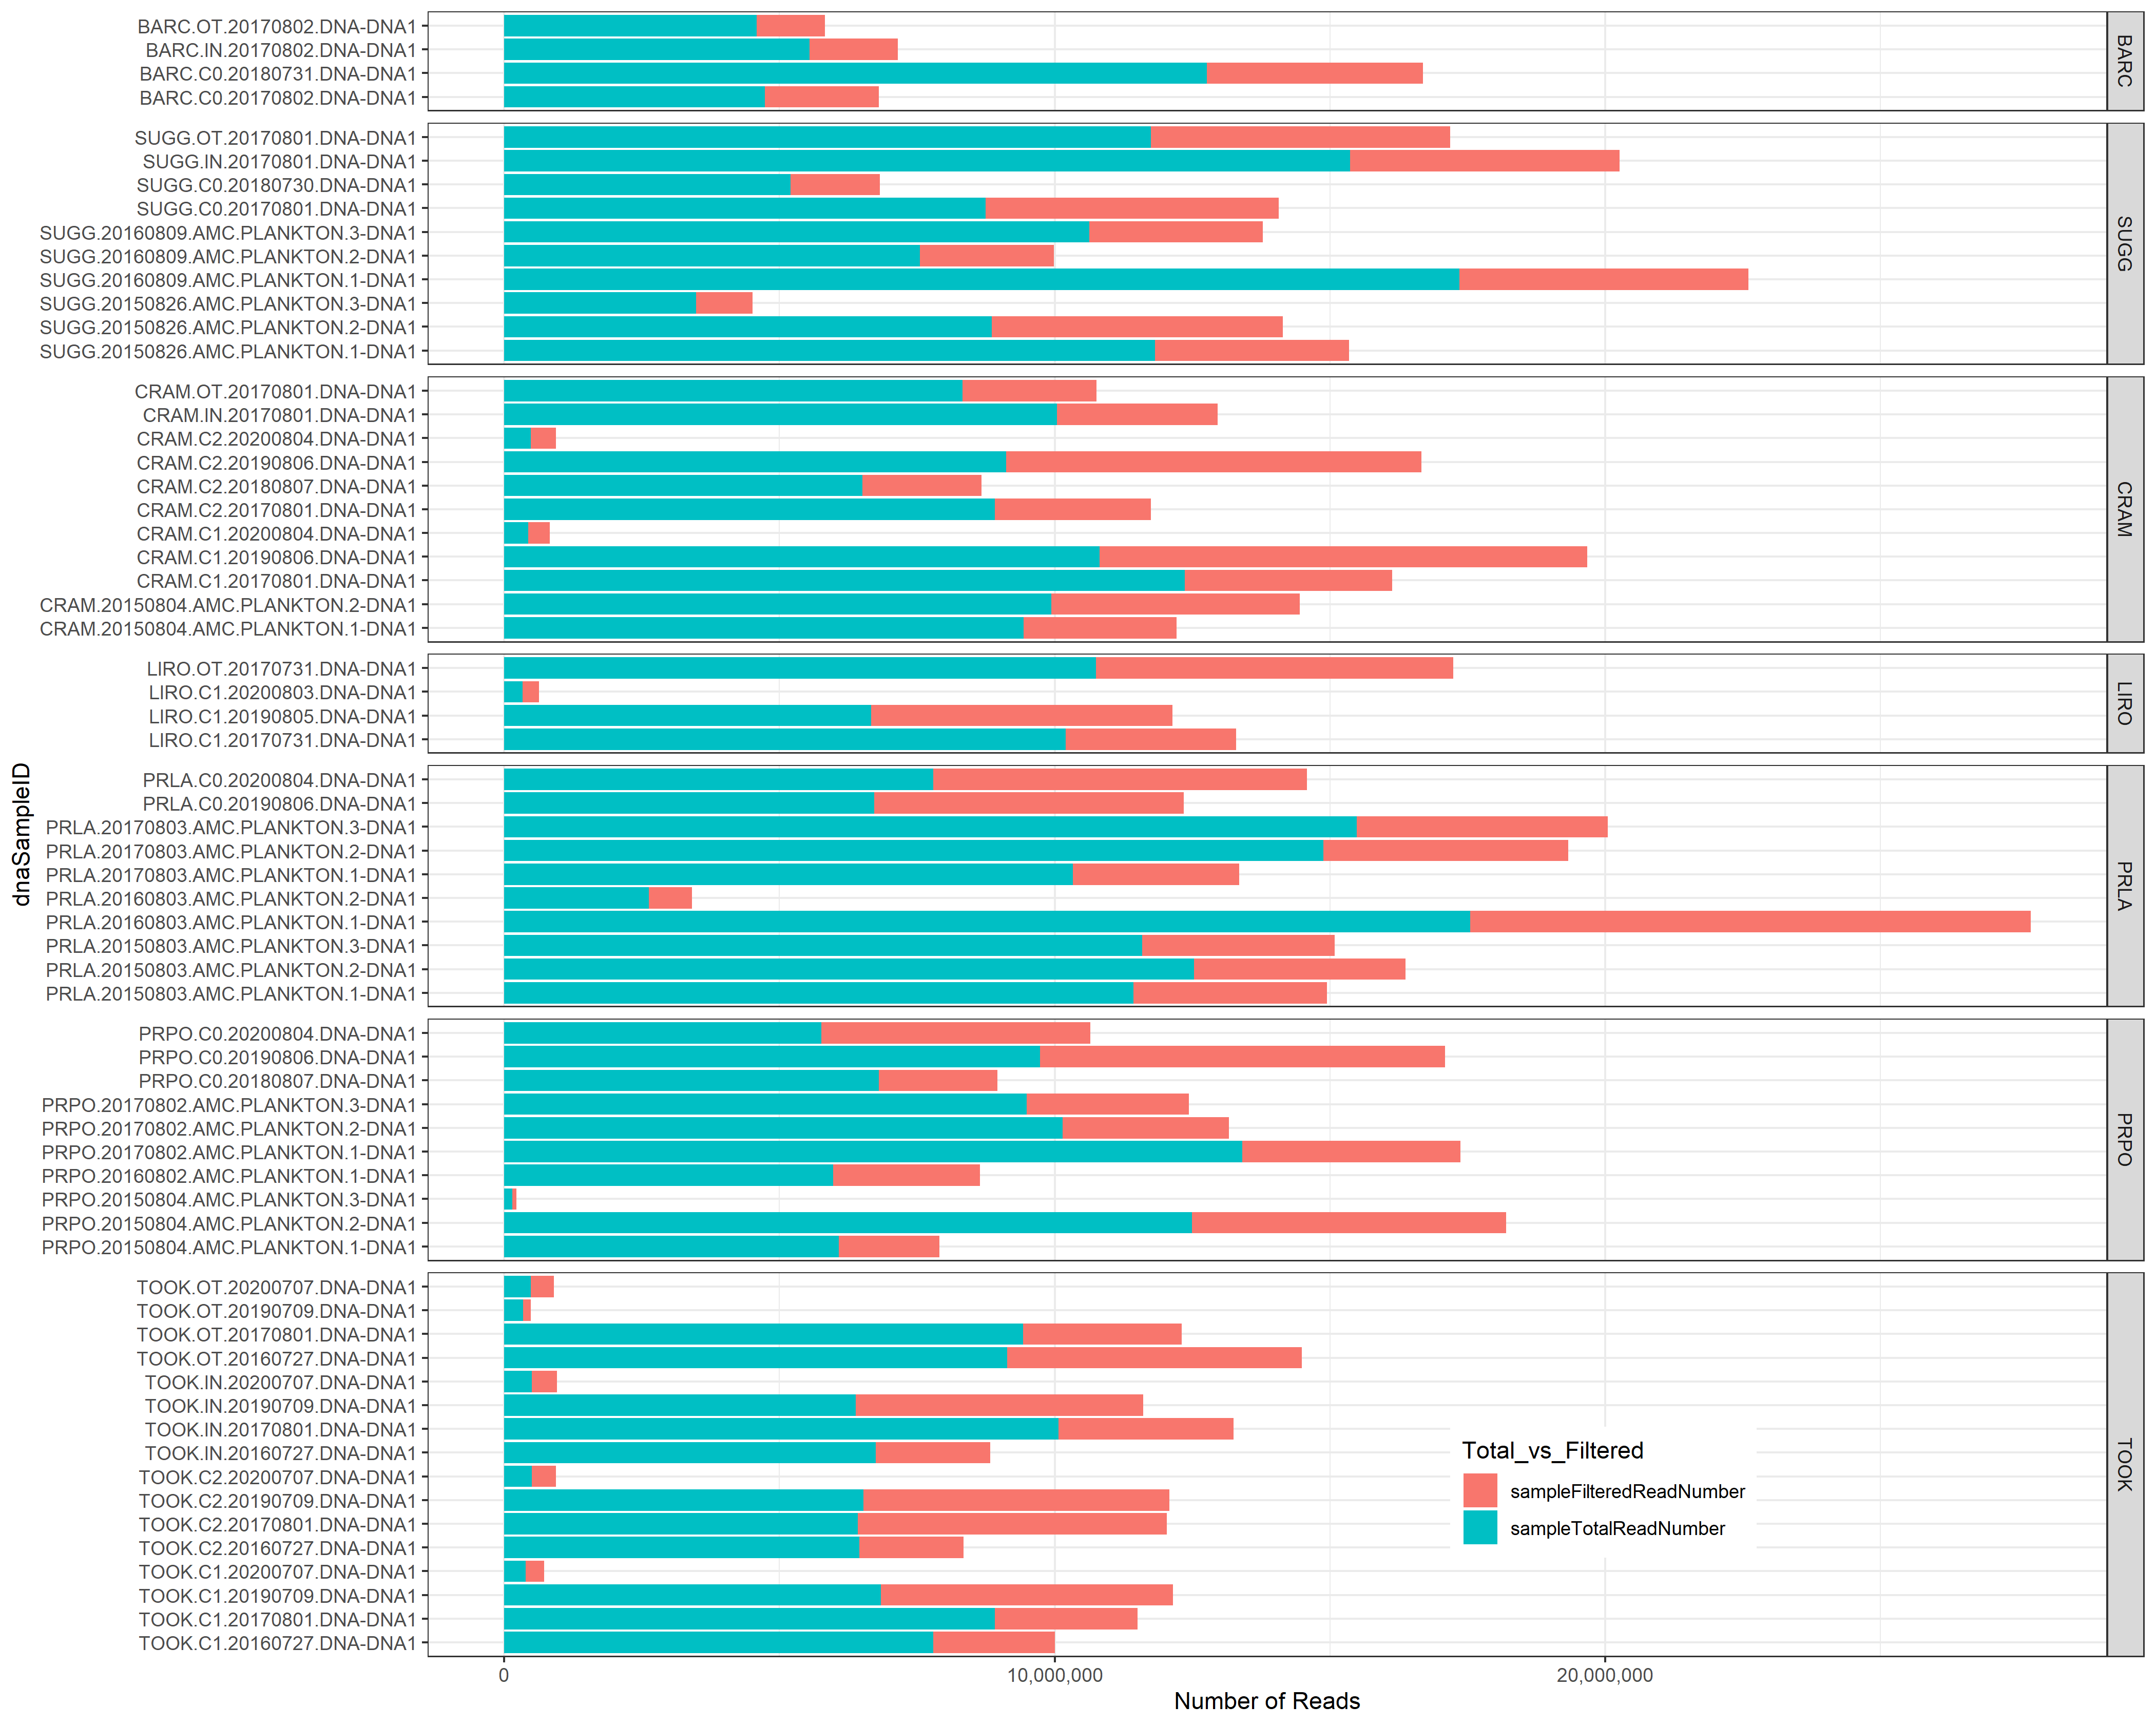 BARC.OT.20170802.DNA-DNA1
BARC.IN.20170802.DNA-DNA1
BARC.C0.20180731.DNA-DNA1
BARC.C0.20170802.DNA-DNA1
BARC
SUGG.OT.20170801.DNA-DNA1
SUGG.IN.20170801.DNA-DNA1
SUGG.C0.20180730.DNA-DNA1
SUGG.C0.20170801.DNA-DNA1
SUGG.20160809.AMC.PLANKTON.3-DNA1
SUGG.20160809.AMC.PLANKTON.2-DNA1
SUGG.20160809.AMC.PLANKTON.1-DNA1
SUGG.20150826.AMC.PLANKTON.3-DNA1
SUGG.20150826.AMC.PLANKTON.2-DNA1
SUGG.20150826.AMC.PLANKTON.1-DNA1
SUGG
CRAM.OT.20170801.DNA-DNA1
CRAM.IN.20170801.DNA-DNA1
CRAM.C2.20200804.DNA-DNA1
CRAM.C2.20190806.DNA-DNA1
CRAM.C2.20180807.DNA-DNA1
CRAM.C2.20170801.DNA-DNA1
CRAM.C1.20200804.DNA-DNA1
CRAM.C1.20190806.DNA-DNA1
CRAM.C1.20170801.DNA-DNA1
CRAM.20150804.AMC.PLANKTON.2-DNA1
CRAM.20150804.AMC.PLANKTON.1-DNA1
CRAM
LIRO.OT.20170731.DNA-DNA1
LIRO.C1.20200803.DNA-DNA1
LIRO.C1.20190805.DNA-DNA1
LIRO.C1.20170731.DNA-DNA1
LIRO
PRLA.C0.20200804.DNA-DNA1
PRLA.C0.20190806.DNA-DNA1
PRLA.20170803.AMC.PLANKTON.3-DNA1
PRLA.20170803.AMC.PLANKTON.2-DNA1
PRLA.20170803.AMC.PLANKTON.1-DNA1
PRLA.20160803.AMC.PLANKTON.2-DNA1
PRLA.20160803.AMC.PLANKTON.1-DNA1
PRLA.20150803.AMC.PLANKTON.3-DNA1
PRLA.20150803.AMC.PLANKTON.2-DNA1
PRLA.20150803.AMC.PLANKTON.1-DNA1
PRLA
PRPO.C0.20200804.DNA-DNA1
PRPO.C0.20190806.DNA-DNA1
PRPO.C0.20180807.DNA-DNA1
PRPO.20170802.AMC.PLANKTON.3-DNA1
PRPO.20170802.AMC.PLANKTON.2-DNA1
PRPO.20170802.AMC.PLANKTON.1-DNA1
PRPO.20160802.AMC.PLANKTON.1-DNA1
PRPO.20150804.AMC.PLANKTON.3-DNA1
PRPO.20150804.AMC.PLANKTON.2-DNA1
PRPO.20150804.AMC.PLANKTON.1-DNA1
PRPO
TOOK.OT.20200707.DNA-DNA1
TOOK.OT.20190709.DNA-DNA1
TOOK.OT.20170801.DNA-DNA1
TOOK.OT.20160727.DNA-DNA1
TOOK.IN.20200707.DNA-DNA1
TOOK.IN.20190709.DNA-DNA1
TOOK.IN.20170801.DNA-DNA1
TOOK.IN.20160727.DNA-DNA1
TOOK.C2.20200707.DNA-DNA1
TOOK.C2.20190709.DNA-DNA1
TOOK.C2.20170801.DNA-DNA1
TOOK.C2.20160727.DNA-DNA1
TOOK.C1.20200707.DNA-DNA1
TOOK.C1.20190709.DNA-DNA1
TOOK.C1.20170801.DNA-DNA1
TOOK.C1.20160727.DNA-DNA1
TOOK
dnaSampleID
Total_vs_Filtered
sampleFilteredReadNumber
sampleTotalReadNumber
0 10,000,000 20,000,000
Number of Reads